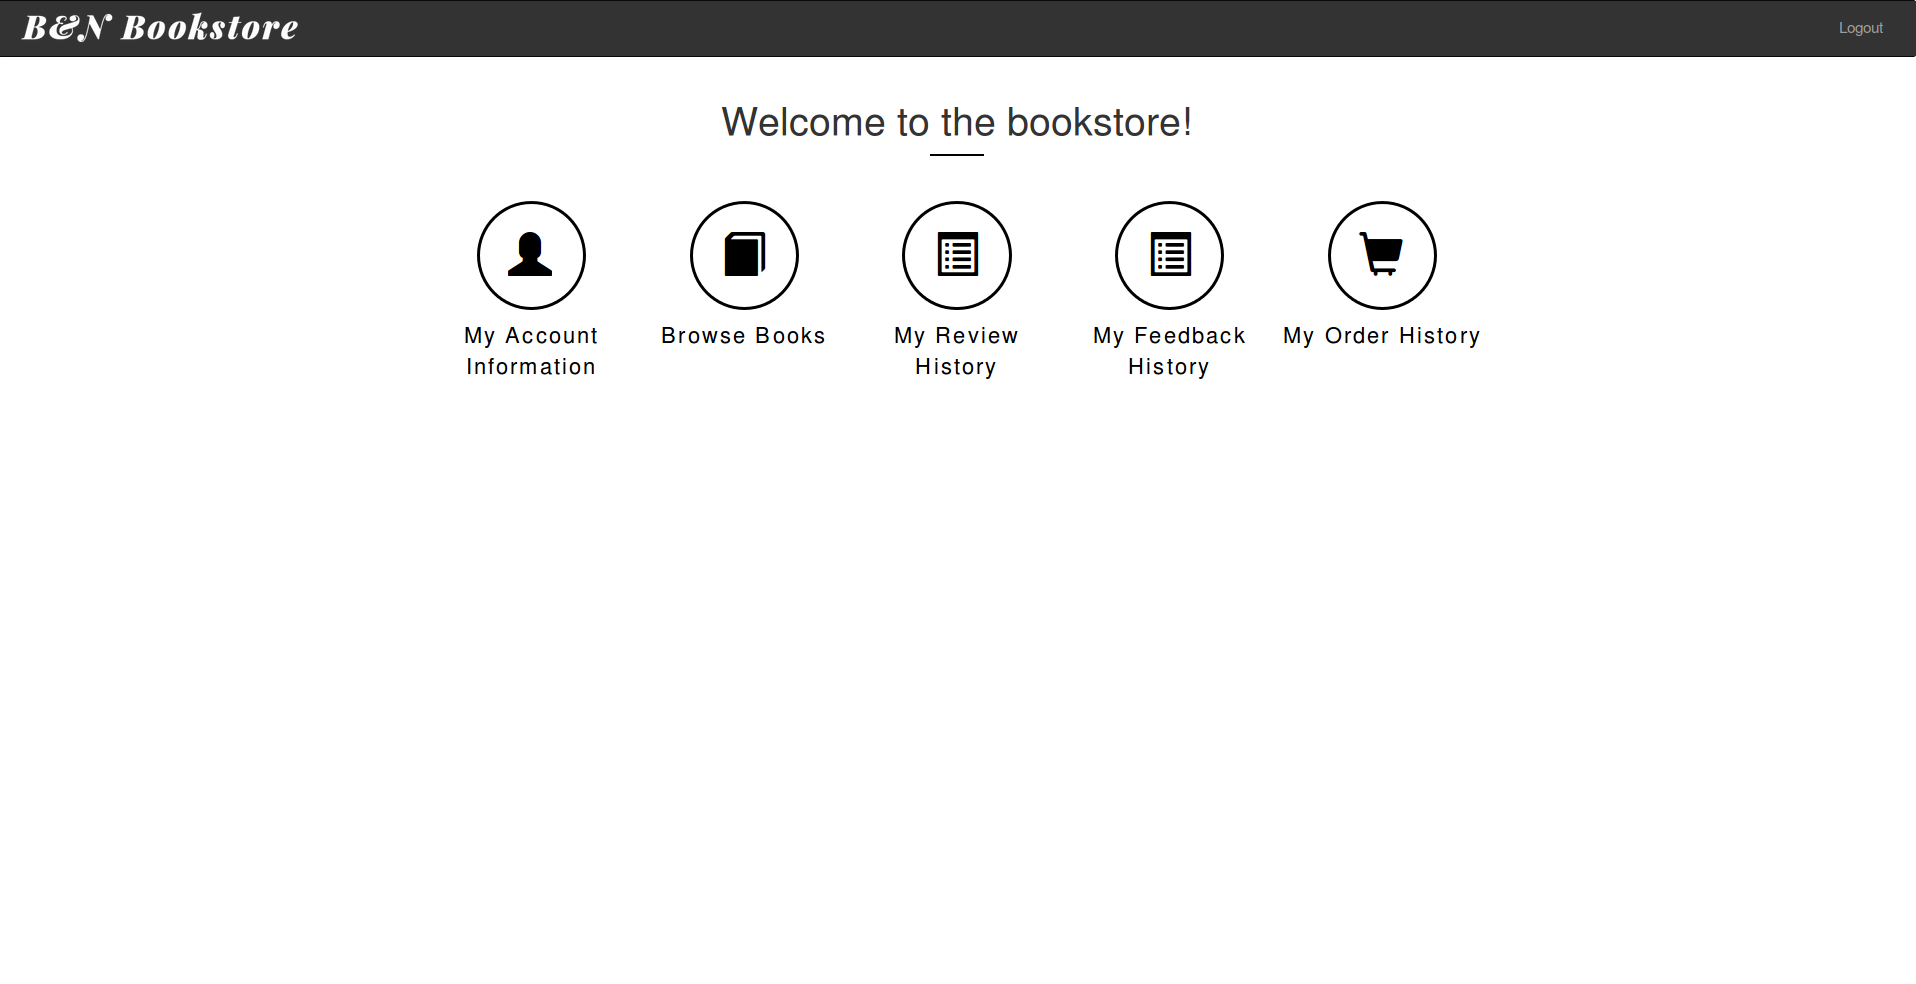 B&N Bookstore
Logout
Welcome to the bookstore!
My Account
Information
Browse Books
My Review
History
My Feedback
History
My Order History